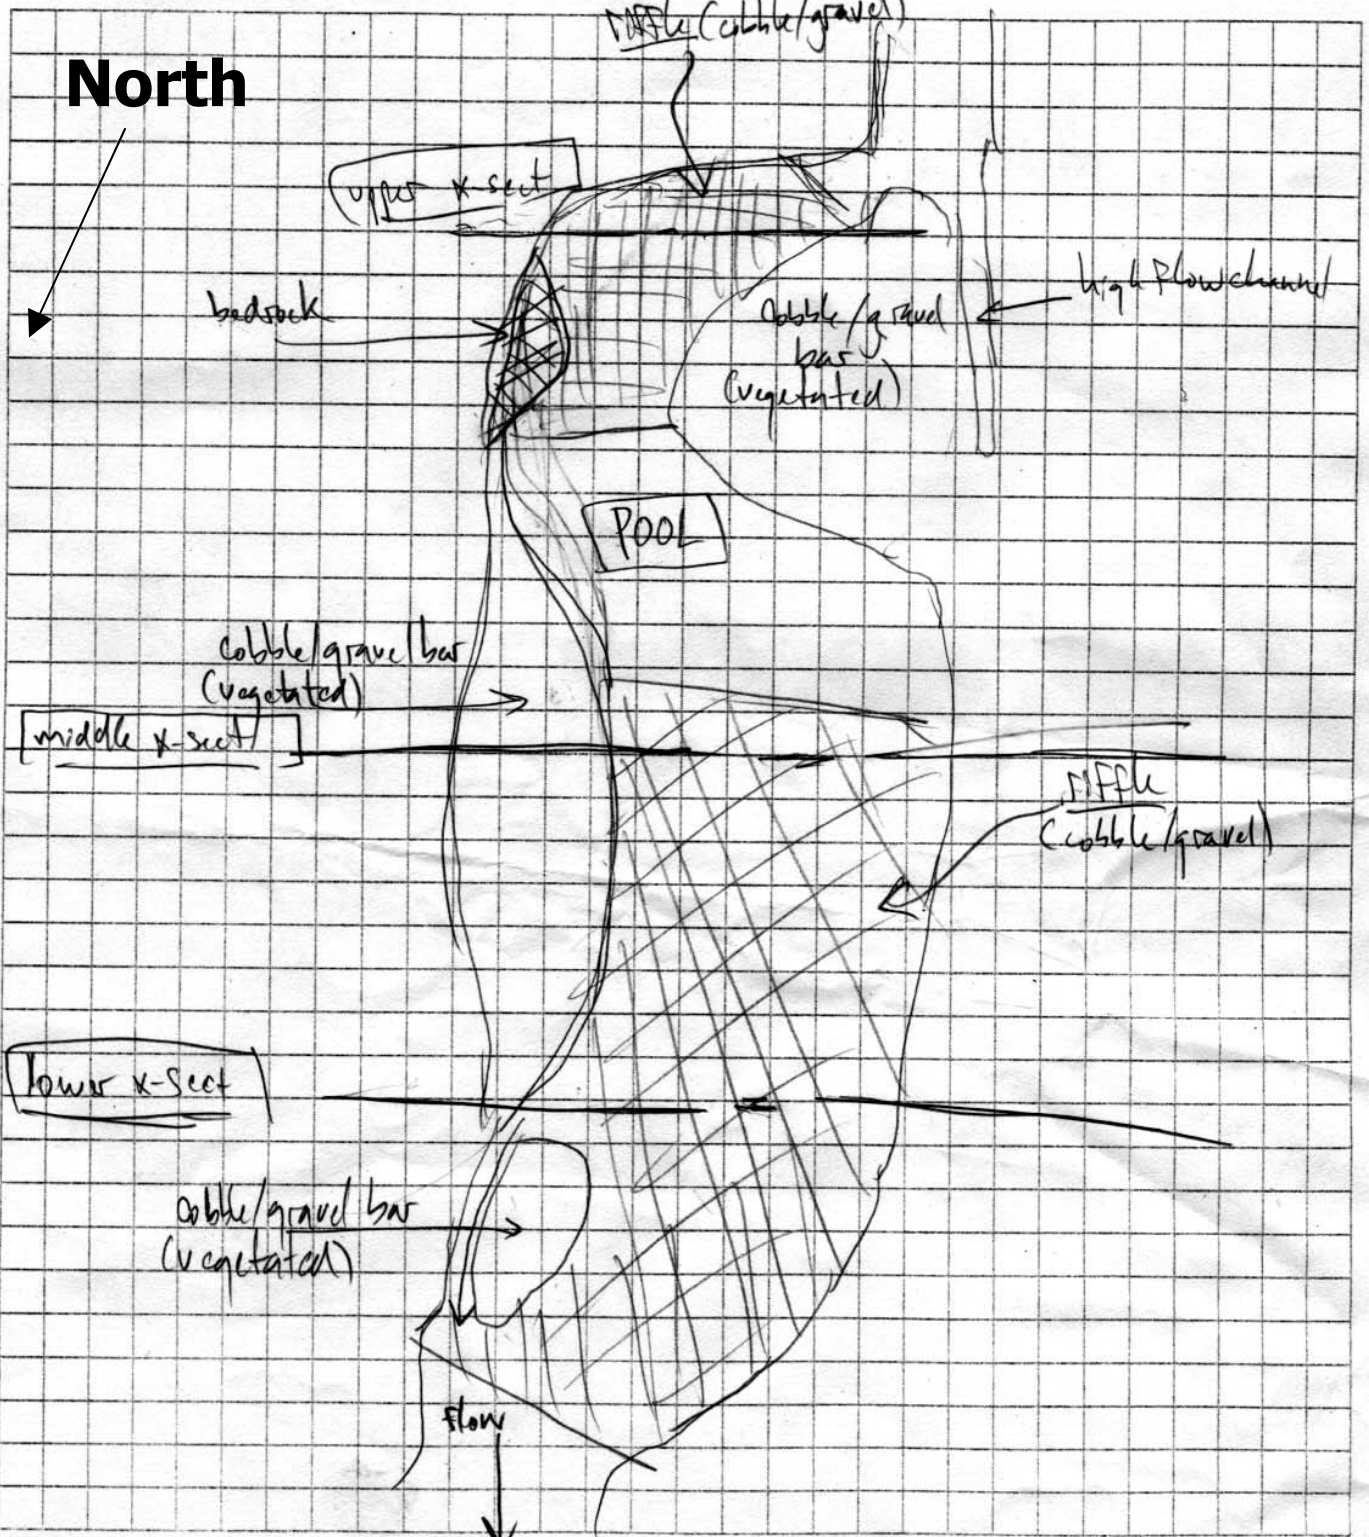 riffle (cobble/gravel)
North
upper x-sect
bedrock
high flow channel
cobble/gravel
bar
(vegetated)
POOL
cobble/gravel bar
(vegetated)
middle x-sect
riffle
(cobble/gravel)
lower x-sect
cobble/gravel bar
(vegetated)
flow